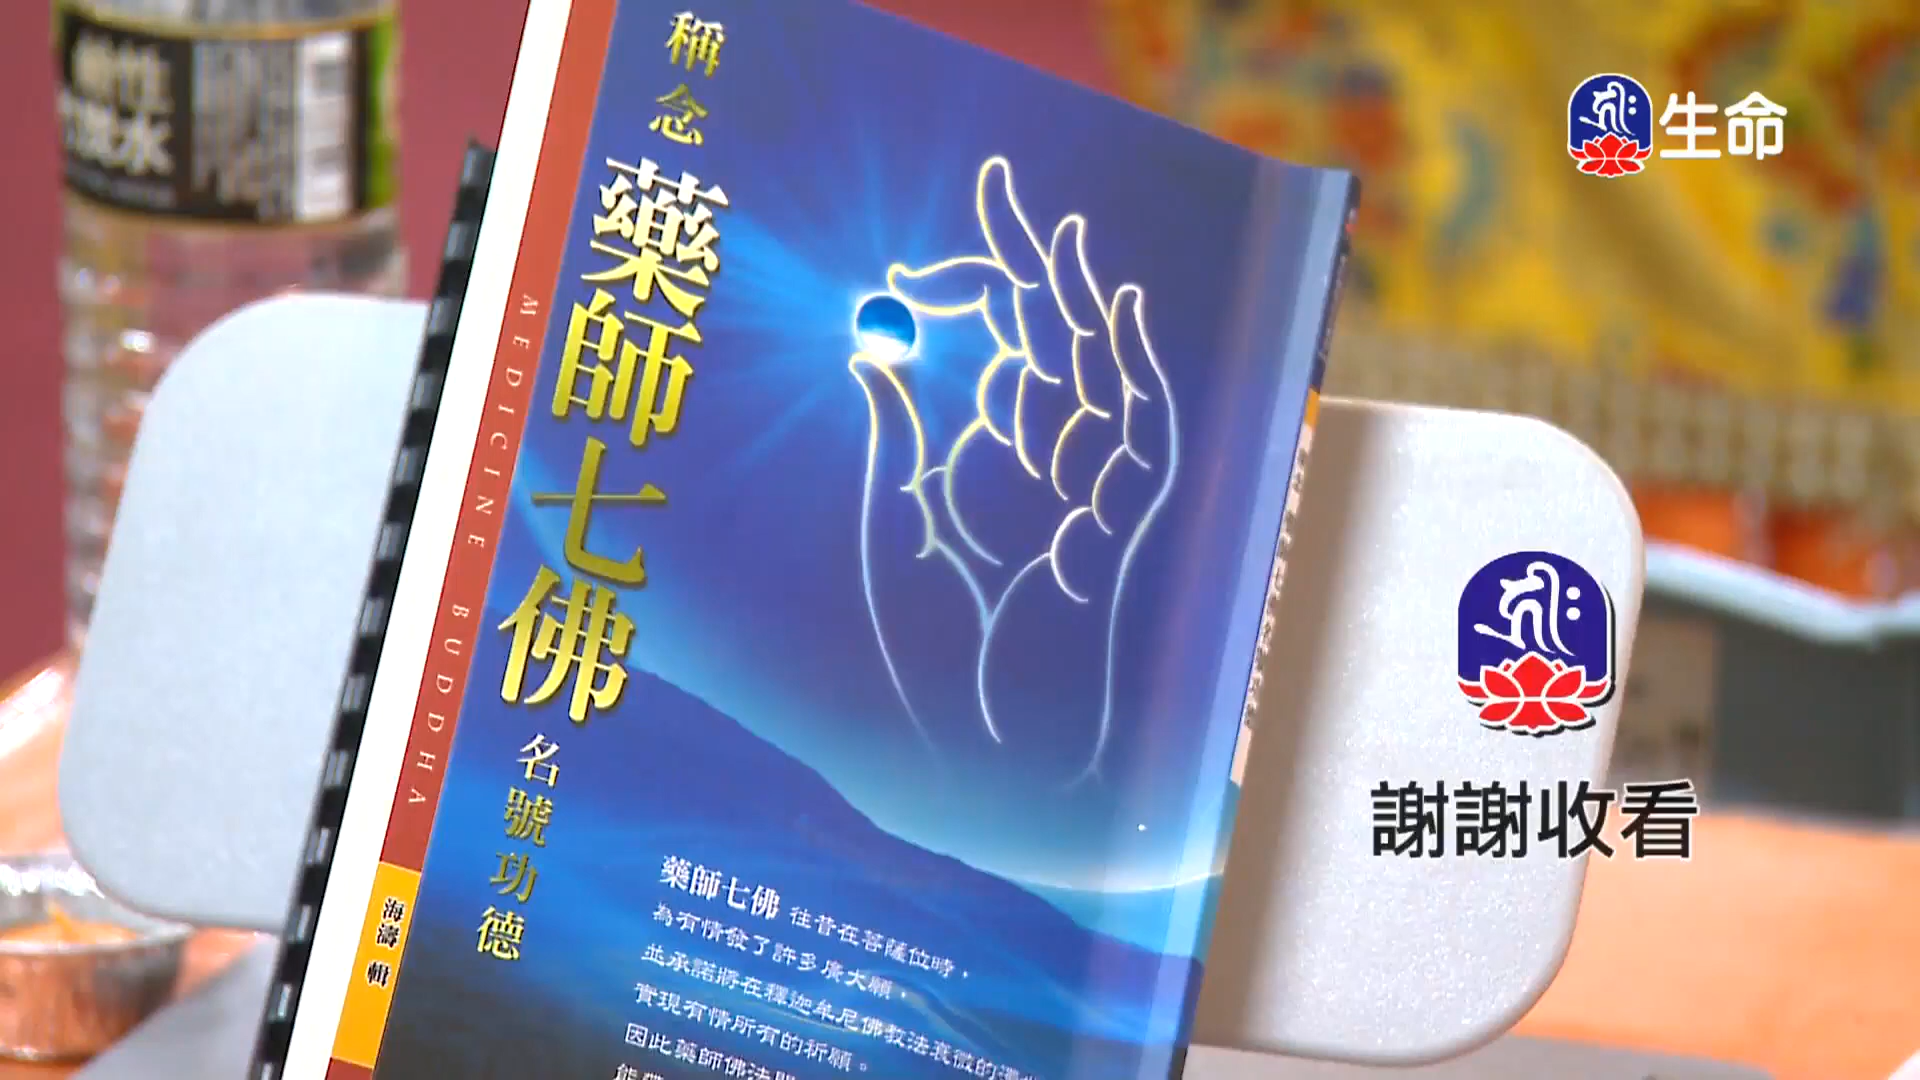 生命
稱念
藥師七佛
名號功德
MEDICINE BUDDHA
海濤 輯
藥師七佛 往昔在菩薩位時，
為有情發了許多廣大願，
並承諾將在釋迦牟尼佛教法衰微的
實現有情所有的祈願。
因此藥師佛法門
謝謝收看